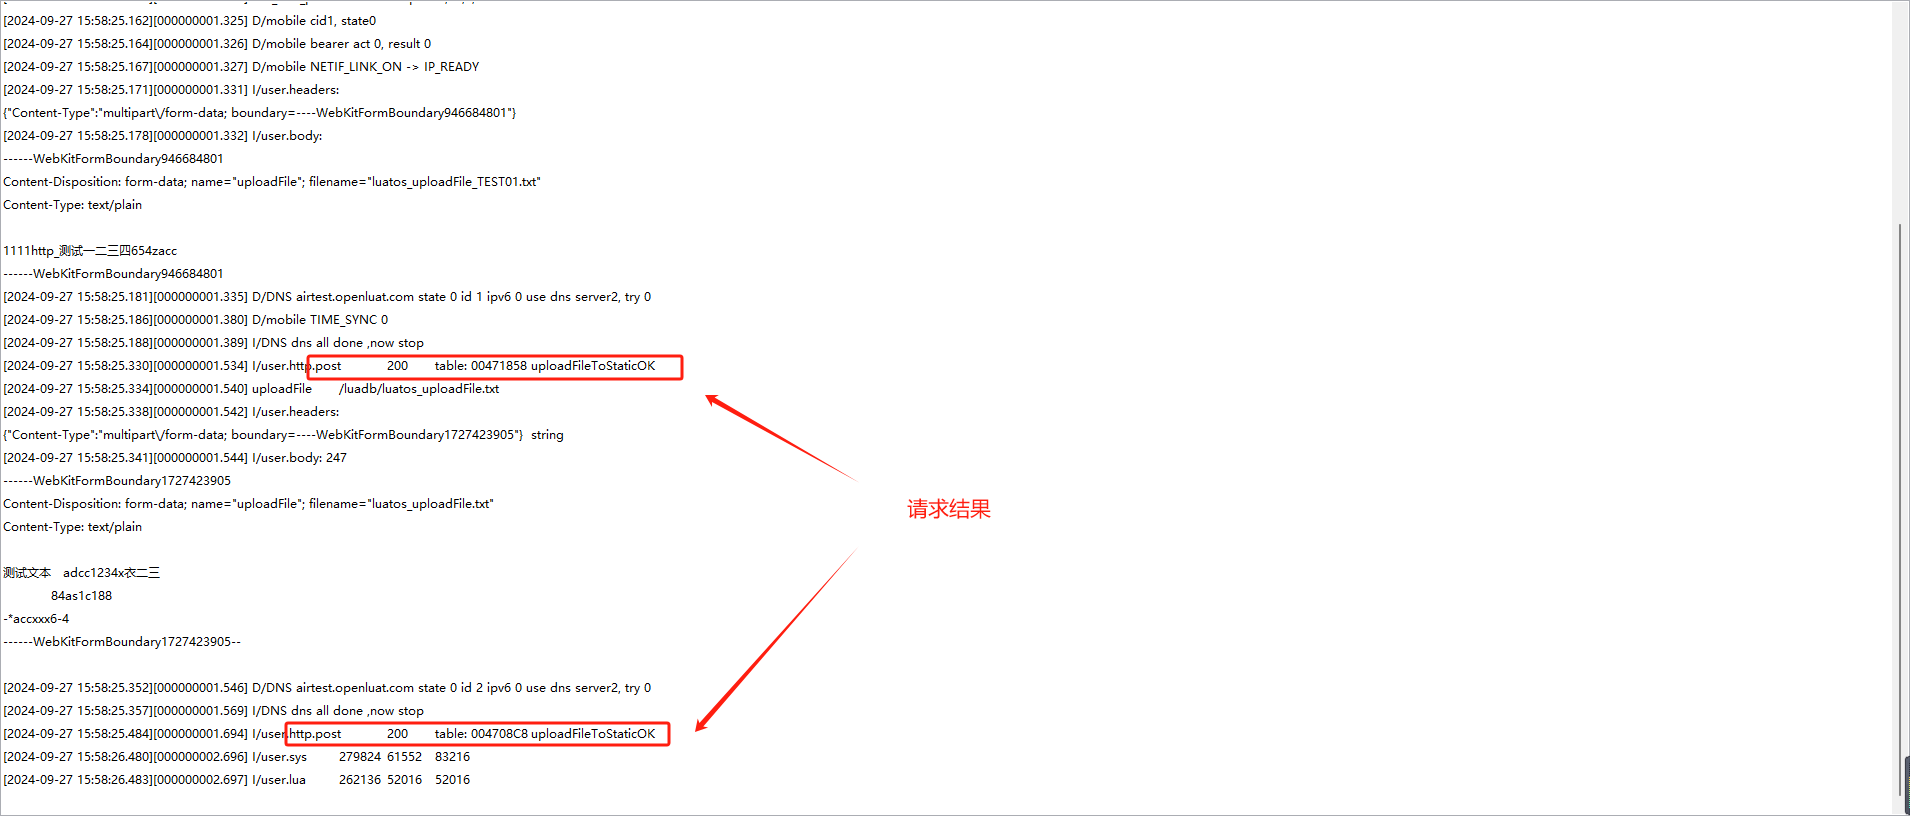 [2024-09-27 15:58:25.162][000000001.325] D/mobile cid1, state0
[2024-09-27 15:58:25.164][000000001.326] D/mobile bearer act 0, result 0
[2024-09-27 15:58:25.167][000000001.327] D/mobile NETIF_LINK_ON -> IP_READY
[2024-09-27 15:58:25.171][000000001.331] I/user.headers:
{"Content-Type":"multipart\/form-data; boundary=----WebKitFormBoundary946684801"}
[2024-09-27 15:58:25.178][000000001.332] I/user.body:
------WebKitFormBoundary946684801
Content-Disposition: form-data; name="uploadFile"; filename="luatos_uploadFile_TEST01.txt"
Content-Type: text/plain
1111http_测试一二三四654zacc
------WebKitFormBoundary946684801
[2024-09-27 15:58:25.181][000000001.335] D/DNS airtest.openluat.com state 0 id 1 ipv6 0 use dns server2, try 0
[2024-09-27 15:58:25.186][000000001.380] D/mobile TIME_SYNC 0
[2024-09-27 15:58:25.188][000000001.389] I/DNS dns all done ,now stop
[2024-09-27 15:58:25.330][000000001.534] I/user.http.post 200 table: 00471858 uploadFileToStaticOK
[2024-09-27 15:58:25.334][000000001.540] uploadFile /luadb/luatos_uploadFile.txt
[2024-09-27 15:58:25.338][000000001.542] I/user.headers:
{"Content-Type":"multipart\/form-data; boundary=----WebKitFormBoundary1727423905"} string
[2024-09-27 15:58:25.341][000000001.544] I/user.body: 247
------WebKitFormBoundary1727423905
Content-Disposition: form-data; name="uploadFile"; filename="luatos_uploadFile.txt"
请求结果
Content-Type: text/plain
测试文本 adcc1234x衣二三
84as1c188
-*accxxx6-4
------WebKitFormBoundary1727423905--
[2024-09-27 15:58:25.352][000000001.546] D/DNS airtest.openluat.com state 0 id 2 ipv6 0 use dns server2, try 0
[2024-09-27 15:58:25.357][000000001.569] I/DNS dns all done ,now stop
[2024-09-27 15:58:25.484][000000001.694] I/user.http.post 200 table: 004708C8 uploadFileToStaticOK
[2024-09-27 15:58:26.480][000000002.696] I/user.sys 279824 61552 83216
[2024-09-27 15:58:26.483][000000002.697] I/user.lua 262136 52016 52016